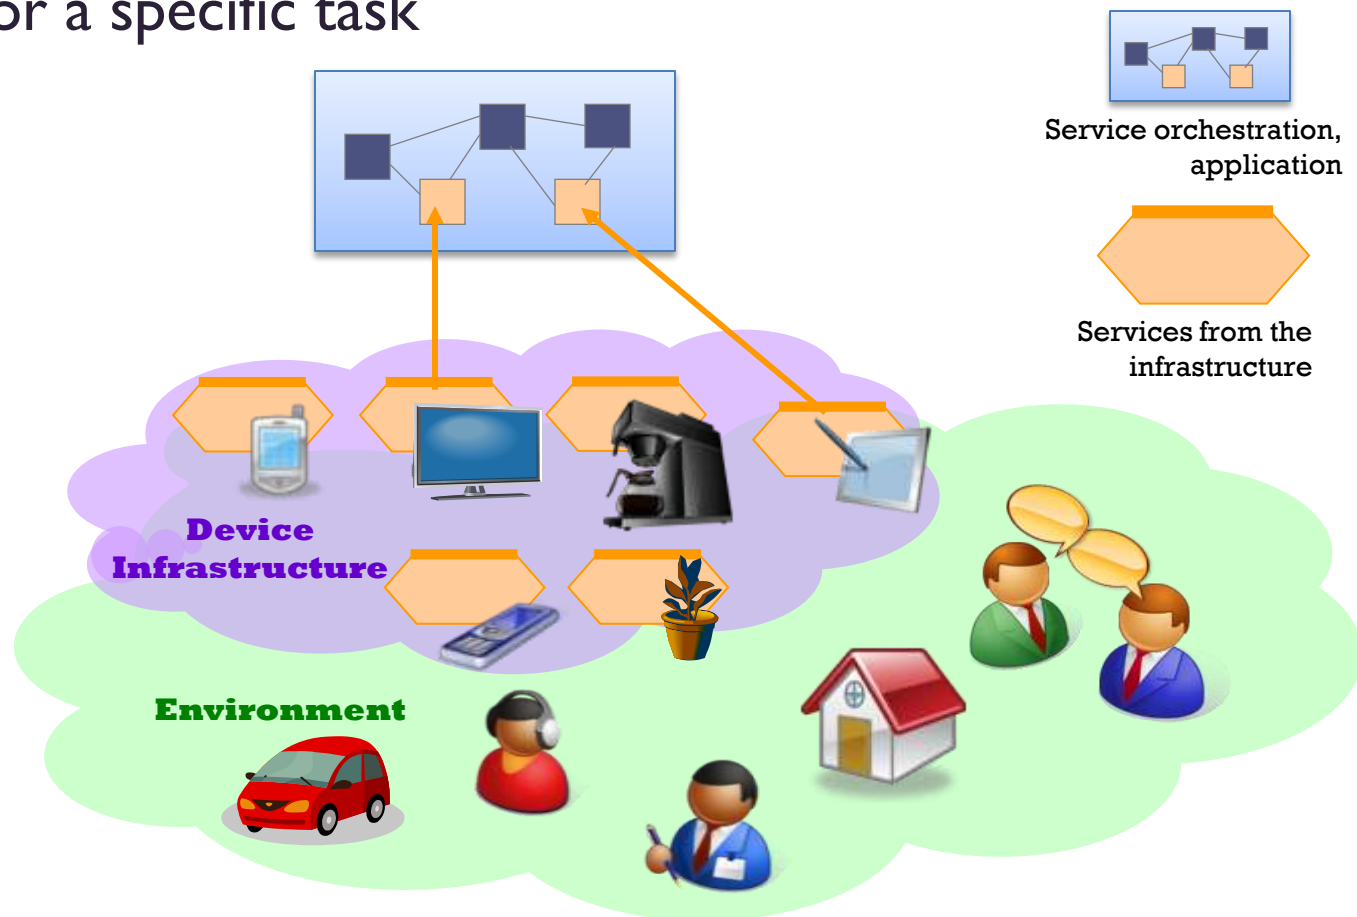 or a specific task
Service orchestration,
application
Services from the
infrastructure
Device
Infrastructure
Environment